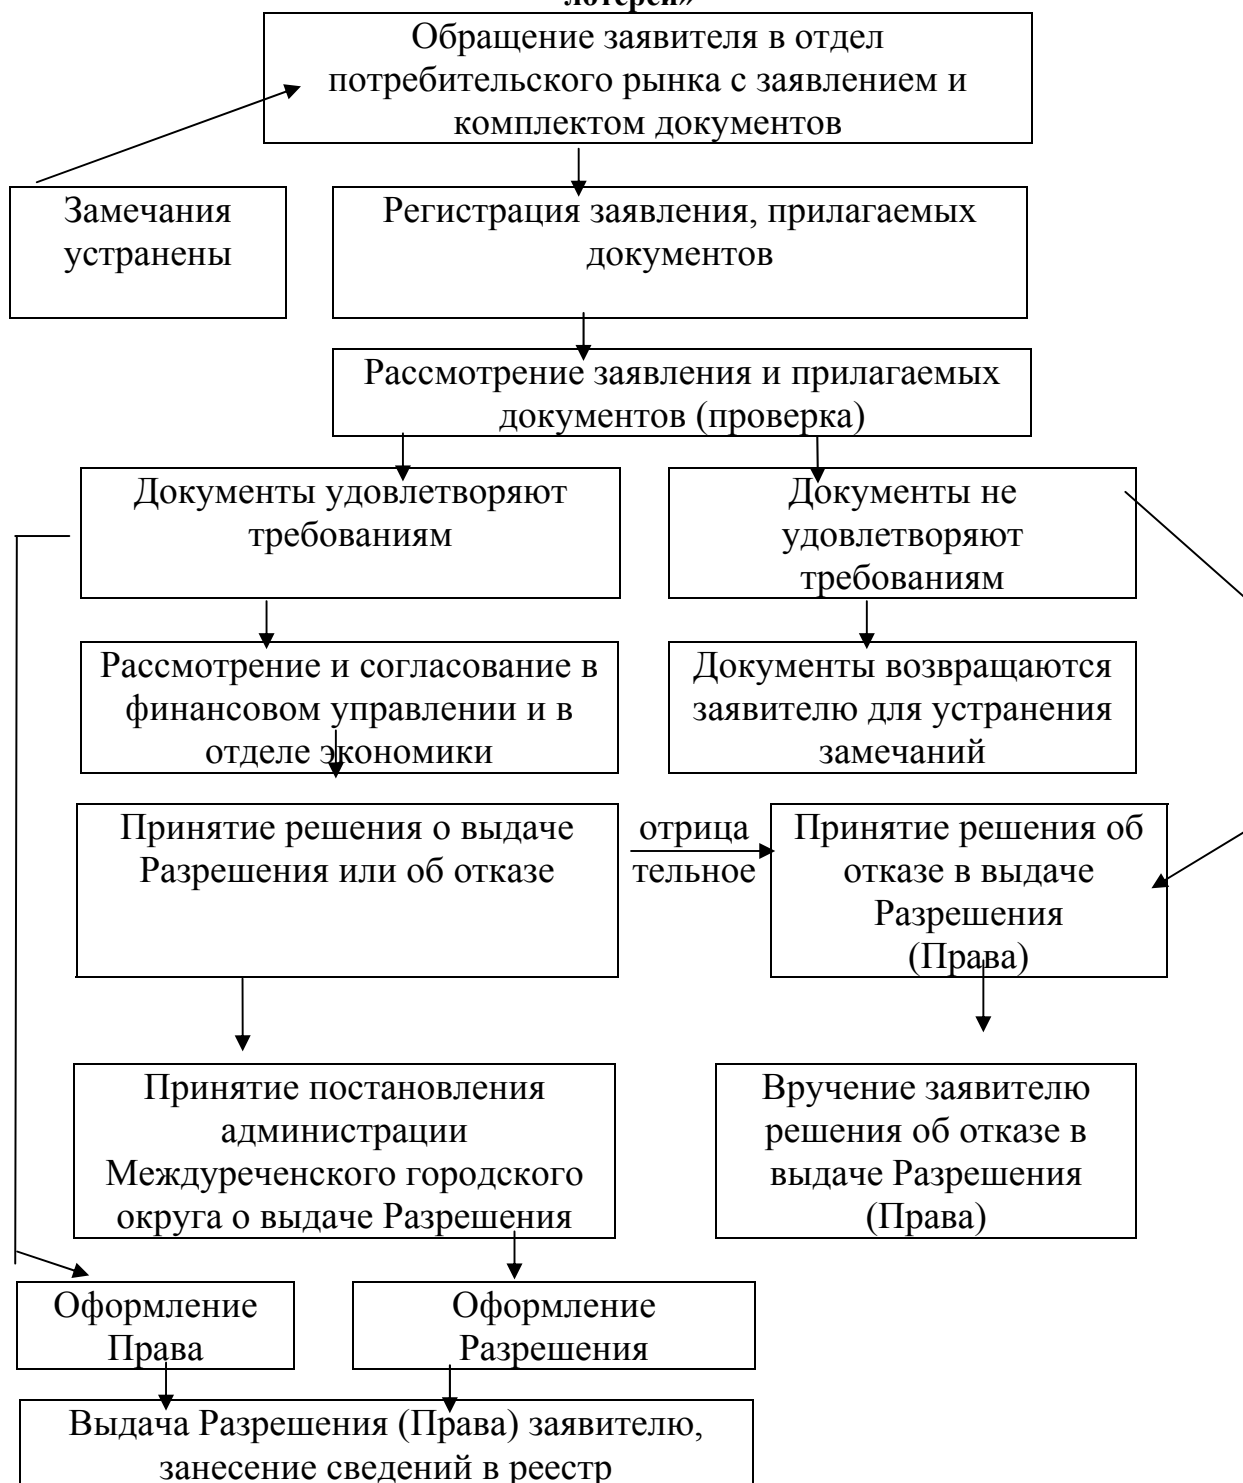 лотерей»
Обращение заявителя в отдел
потребительского рынка с заявлением и
комплектом документов
Замечания
устранены
Регистрация заявления, прилагаемых
документов
Рассмотрение заявления и прилагаемых
документов (проверка)
Документы удовлетворяют
требованиям
Документы не
удовлетворяют
требованиям
Рассмотрение и согласование в
финансовом управлении и в
отделе экономики
Документы возвращаются
заявителю для устранения
замечаний
Принятие решения о выдаче
Разрешения или об отказе
отрица
тельное
Принятие решения об
отказе в выдаче
Разрешения
(Права)
Принятие постановления
администрации
Междуреченского городского
округа о выдаче Разрешения
Вручение заявителю
решения об отказе в
выдаче Разрешения
(Права)
Оформление
Права
Оформление
Разрешения
Выдача Разрешения (Права) заявителю,
занесение сведений в реестр